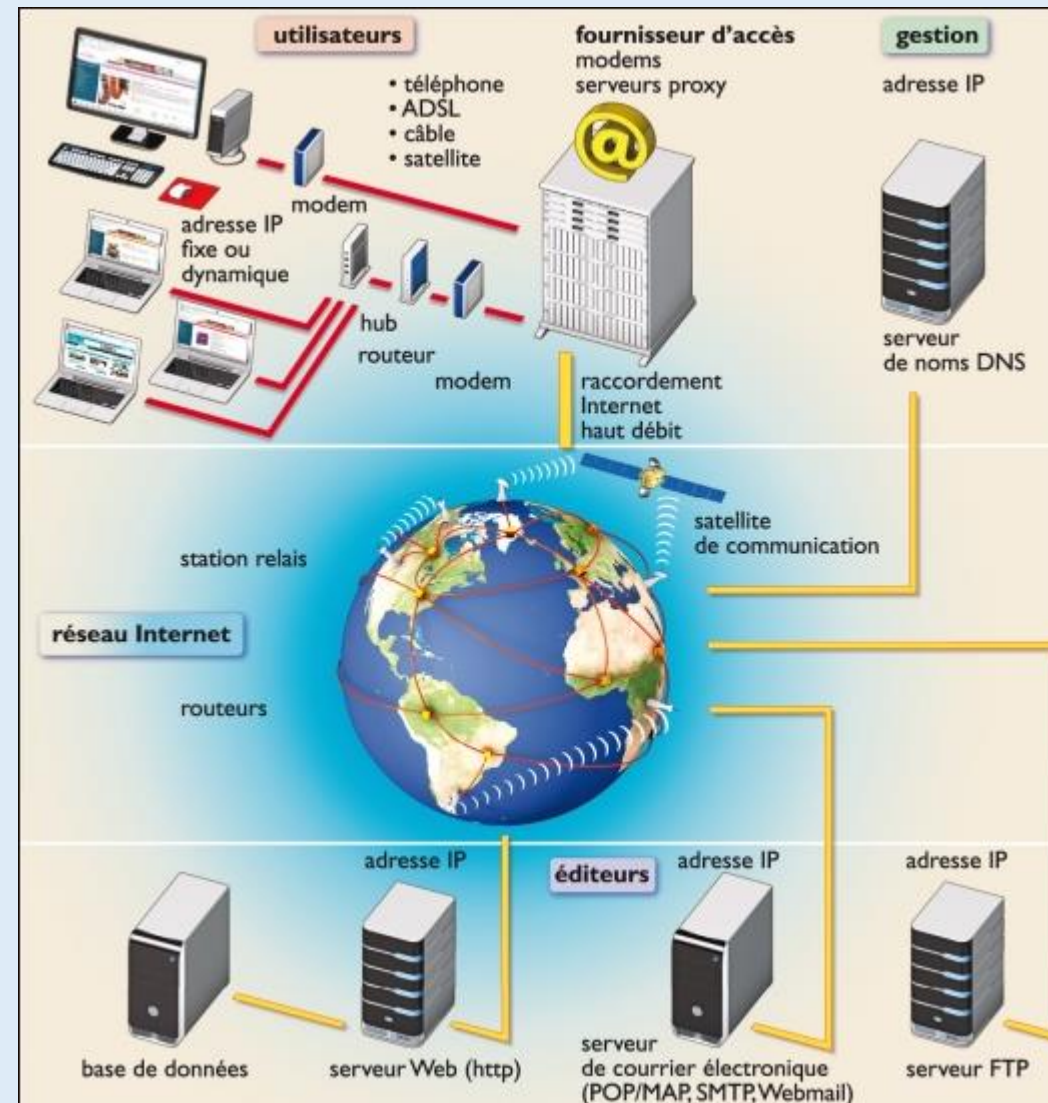 utilisateurs
• téléphone
• ADSL
• câble
• satellite
modem
adresse IP
fixe ou
dynamique
hub
routeur
modem
fournisseur d'accès
modems
serveurs proxy
@
raccordement
Internet
haut débit
gestion
adresse IP
serveur
de noms DNS
satellite
de communication
station relais
réseau Internet
routeurs
éditeurs
base de données
adresse IP
serveur Web (http)
adresse IP
serveur
de courrier électronique
(POP/MAP, SMTP, Webmail)
adresse IP
serveur FTP